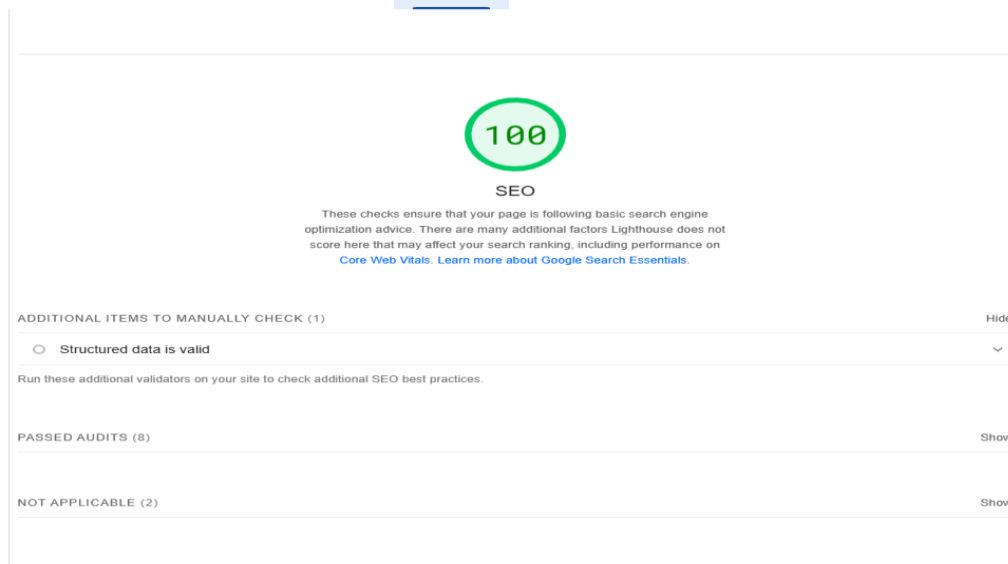 100
SEO
These checks ensure that your page is following basic search engine
optimization advice. There are many additional factors Lighthouse does not
score here that may affect your search ranking, including performance on
Core Web Vitals. Learn more about Google Search Essentials.
ADDITIONAL ITEMS TO MANUALLY CHECK (1) Hide
Structured data is valid
Run these additional validators on your site to check additional SEO best practices.
PASSED AUDITS (8) Show
NOT APPLICABLE (2) Show